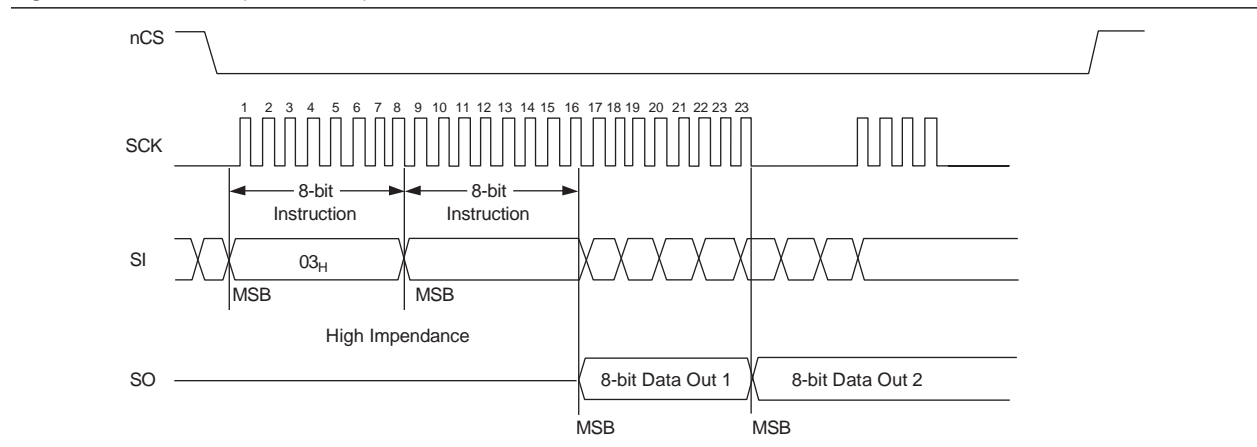 nCS
1 2 3 4 5 6 7 8 9 10 11 12 13 14 15 16 17 18 19 20 21 22 23 23
SCK
8-bit
Instruction
8-bit
Instruction
SI
03H
MSB
MSB
High Impendance
SO
8-bit Data Out 1
8-bit Data Out 2
MSB
MSB